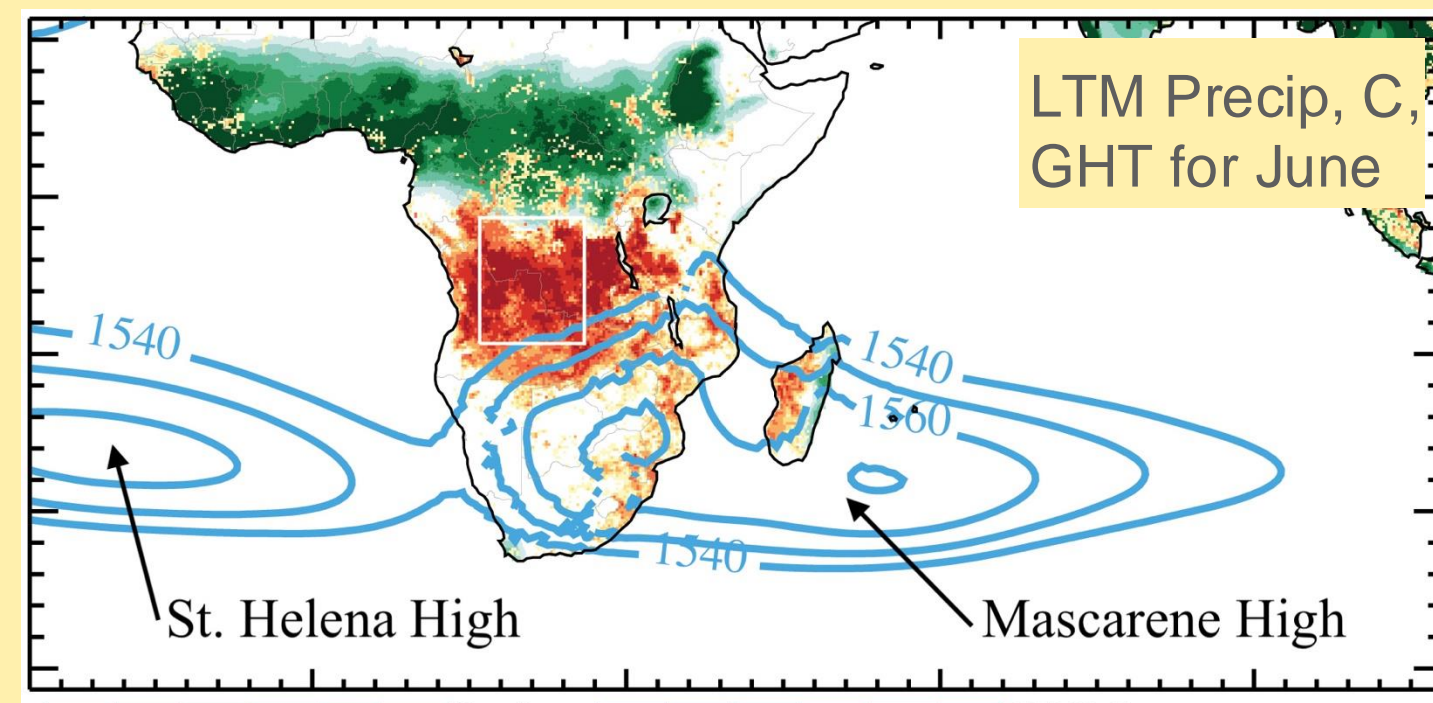 LTM Precip, C,
GHT for June
1540
1540
1560
1540
St. Helena High
Mascarene High